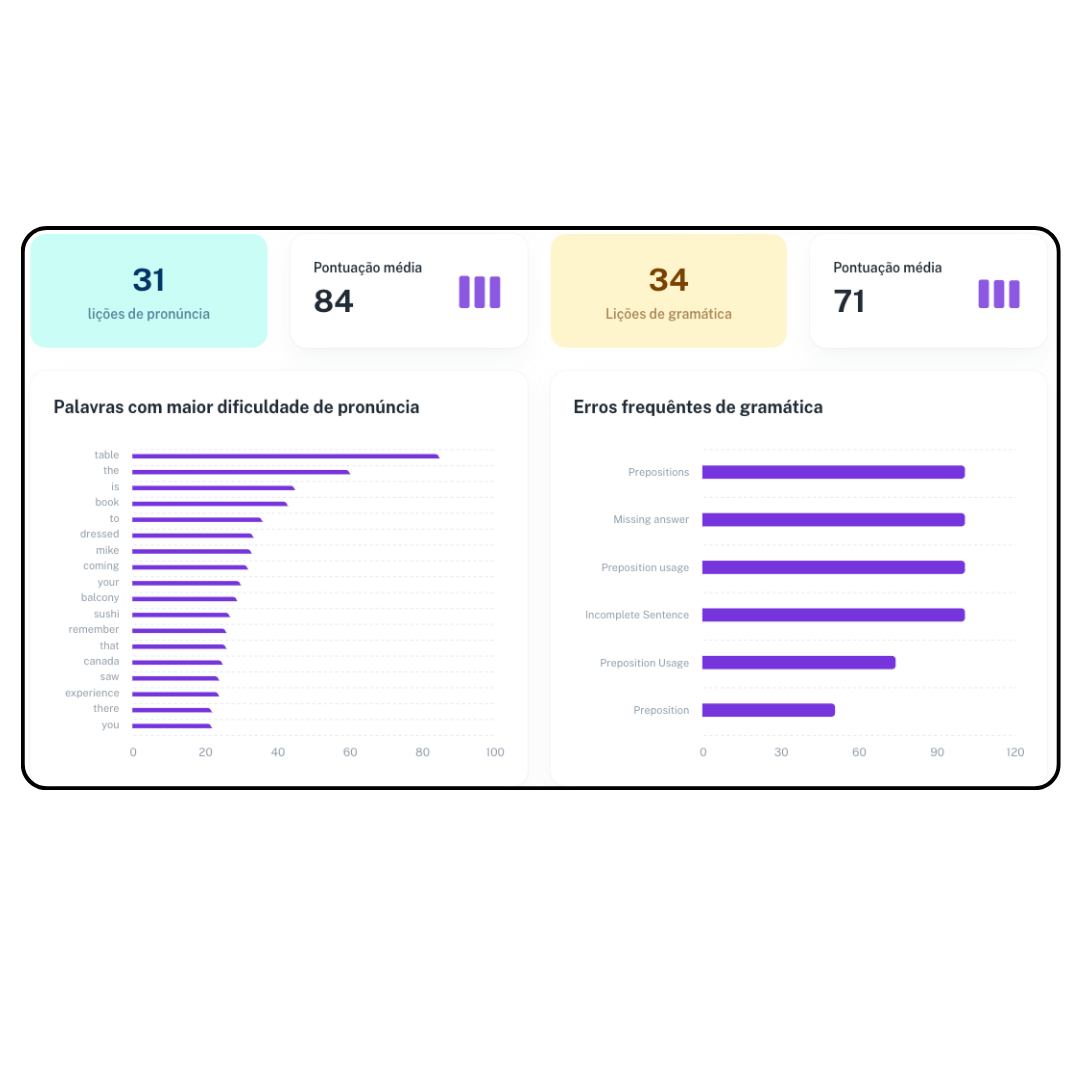 31
lições de pronúncia
Pontuação média
84
34
Lições de gramática
Pontuação média
71
Palavras com maior dificuldade de pronúncia
table
the
is
book
to
dressed
mike
coming
your
balcony
sushi
remember
that
canada
saw
experience
there
you
0 20 40 60 80 100
Erros frequêntes de gramática
Prepositions
Missing answer
Preposition usage
Incomplete Sentence
Preposition Usage
Preposition
0 30 60 90 120